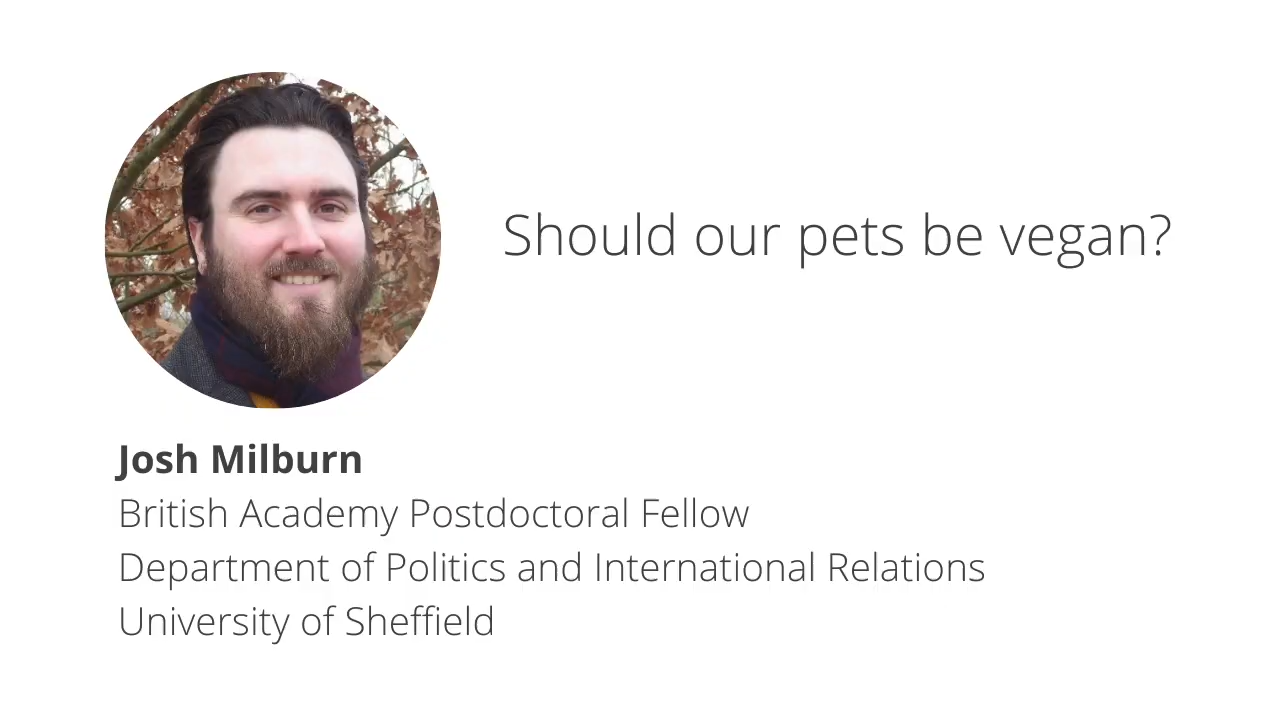 Should our pets be vegan?
Josh Milburn
British Academy Postdoctoral Fellow
Department of Politics and International Relations
University of Sheffield